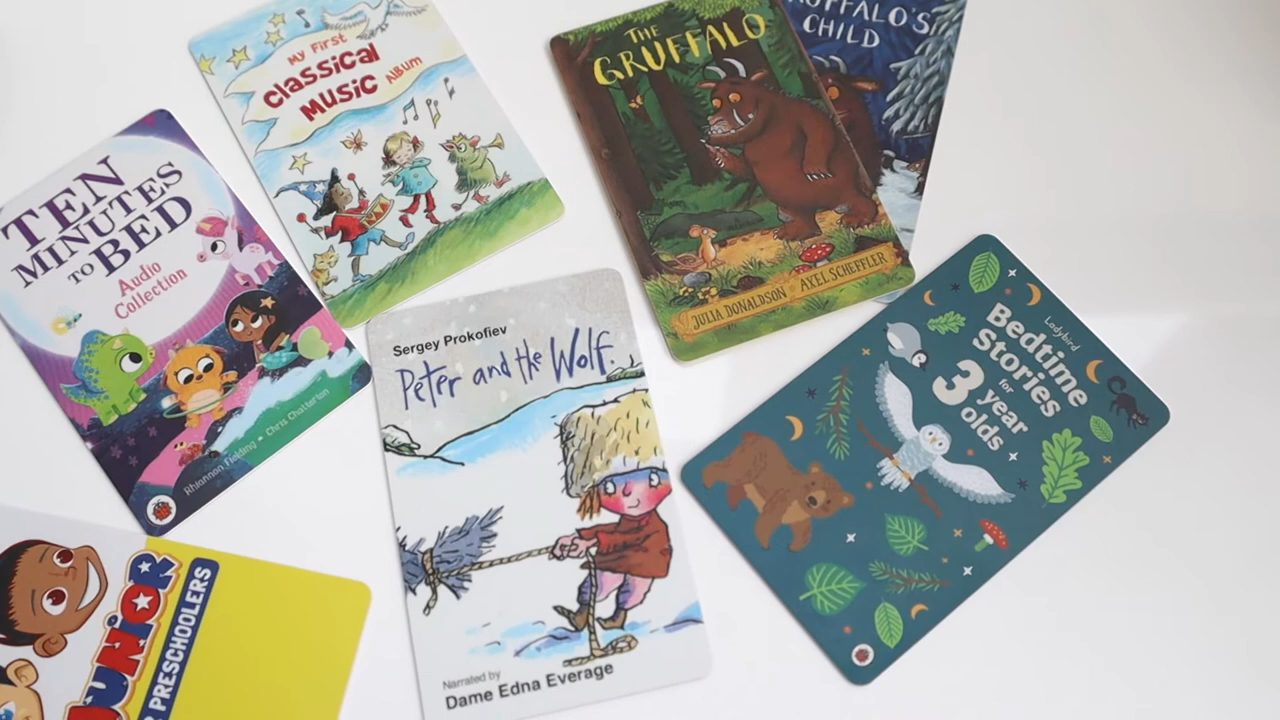 My First
Classical
Music
Album
THE
GRUFFALO
JULIA DONALDSON AXEL SCHEFFLER
CHILD
TEN
MINUTES
TO BED
Audio
Collection
Rhiannon Fielding • Chris Chatterton
Sergey Prokofiev
Peter and the Wolf.
Narrated by
Dame Edna Everage
Ladybird
Bedtime
Stories
for
3 year
olds
PRESCHOOLERS